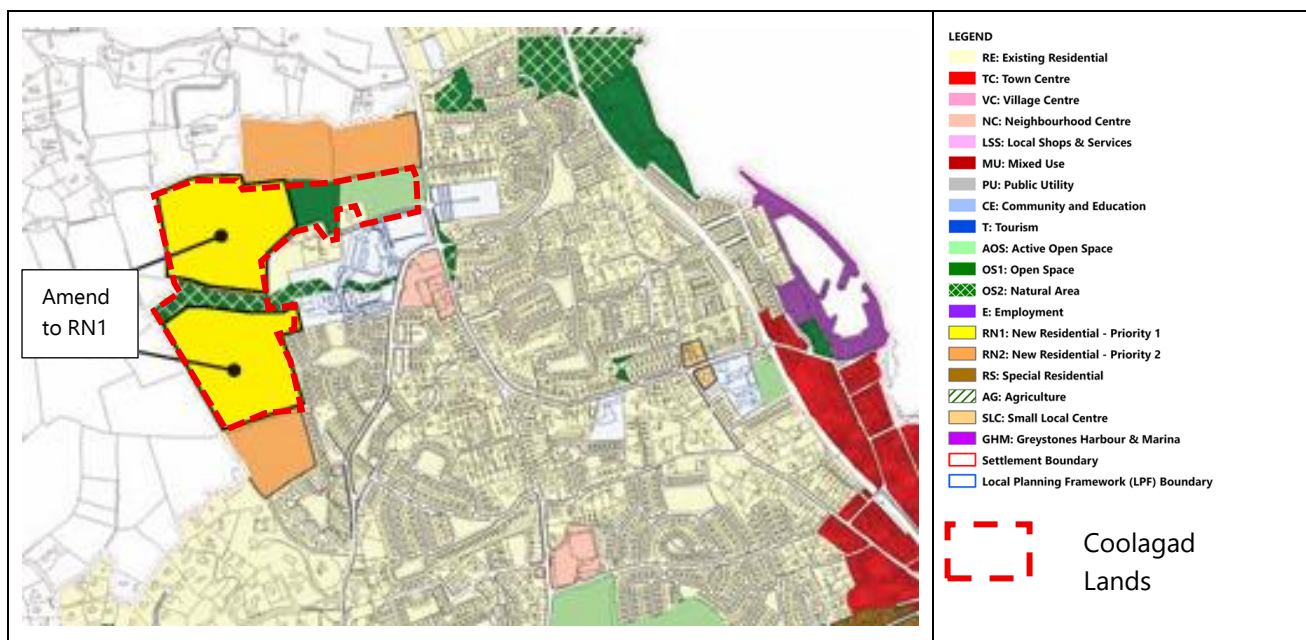 Amend
to RN1
LEGEND
RE: Existing Residential
TC: Town Centre
VC: Village Centre
NC: Neighbourhood Centre
LSS: Local Shops & Services
MU: Mixed Use
PU: Public Utility
CE: Community and Education
T: Tourism
AOS: Active Open Space
OS1: Open Space
OS2: Natural Area
E: Employment
RN1: New Residential - Priority 1
RN2: New Residential - Priority 2
RS: Special Residential
AG: Agriculture
SLC: Small Local Centre
GHM: Greystones Harbour & Marina
Settlement Boundary
Local Planning Framework (LPF) Boundary
Coolagad
Lands